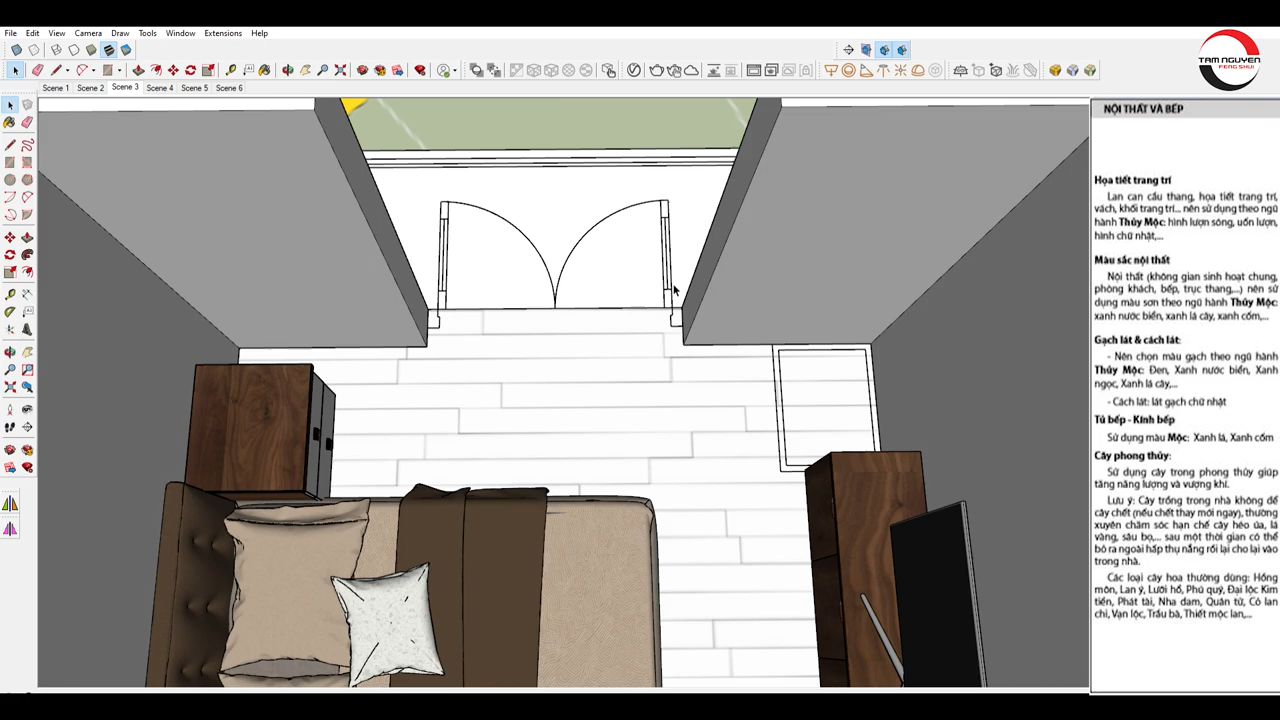 File Edit View Camera Draw Tools Window Extensions Help
TAM NGUYEN
FENG SHUI
Scene 1 Scene 2 Scene 3 Scene 4 Scene 5 Scene 6
NỘI THẤT VÀ BẾP
Họa tiết trang trí
Lan can cầu thang, họa tiết trang trí,
vách, khối trang trí... nên sử dụng theo ngũ
hành Thủy Mộc: hình lượn sóng, uốn lượn,
hình chữ nhật,...
Màu sắc nội thất
Nội thất (không gian sinh hoạt chung,
phòng khách, bếp, trục thang,...) nên sử
dụng màu sơn theo ngũ hành Thủy Mộc:
xanh nước biển, xanh lá cây, xanh cốm,...
Gạch lát & cách lát:
- Nên chọn màu gạch theo ngũ hành
Thủy Mộc: Đen, Xanh nước biển, Xanh
ngọc, Xanh lá cây,...
- Cách lát: lát gạch chữ nhật
Tủ bếp - Kính bếp
Sử dụng màu Mộc: Xanh lá, Xanh cốm
Cây phong thủy:
Sử dụng cây trong phong thủy giúp
tăng năng lượng và vượng khí.
Lưu ý: Cây trồng trong nhà không để
cây chết (nếu chết thay mới ngay), thường
xuyên chăm sóc hạn chế cây héo úa, lá
vàng, sâu bọ,... sau một thời gian có thể
bỏ ra ngoài hấp thụ nắng rồi lại cho lại vào
trong nhà.
Các loại cây hoa thường dùng: Hồng
môn, Lan ý, Lưỡi hổ, Phú quý, Đại lộc Kim
tiền, Phát tài, Nha đam, Quân tử, Cỏ lan
chi, Vạn lộc, Trầu bà, Thiết mộc lan,...